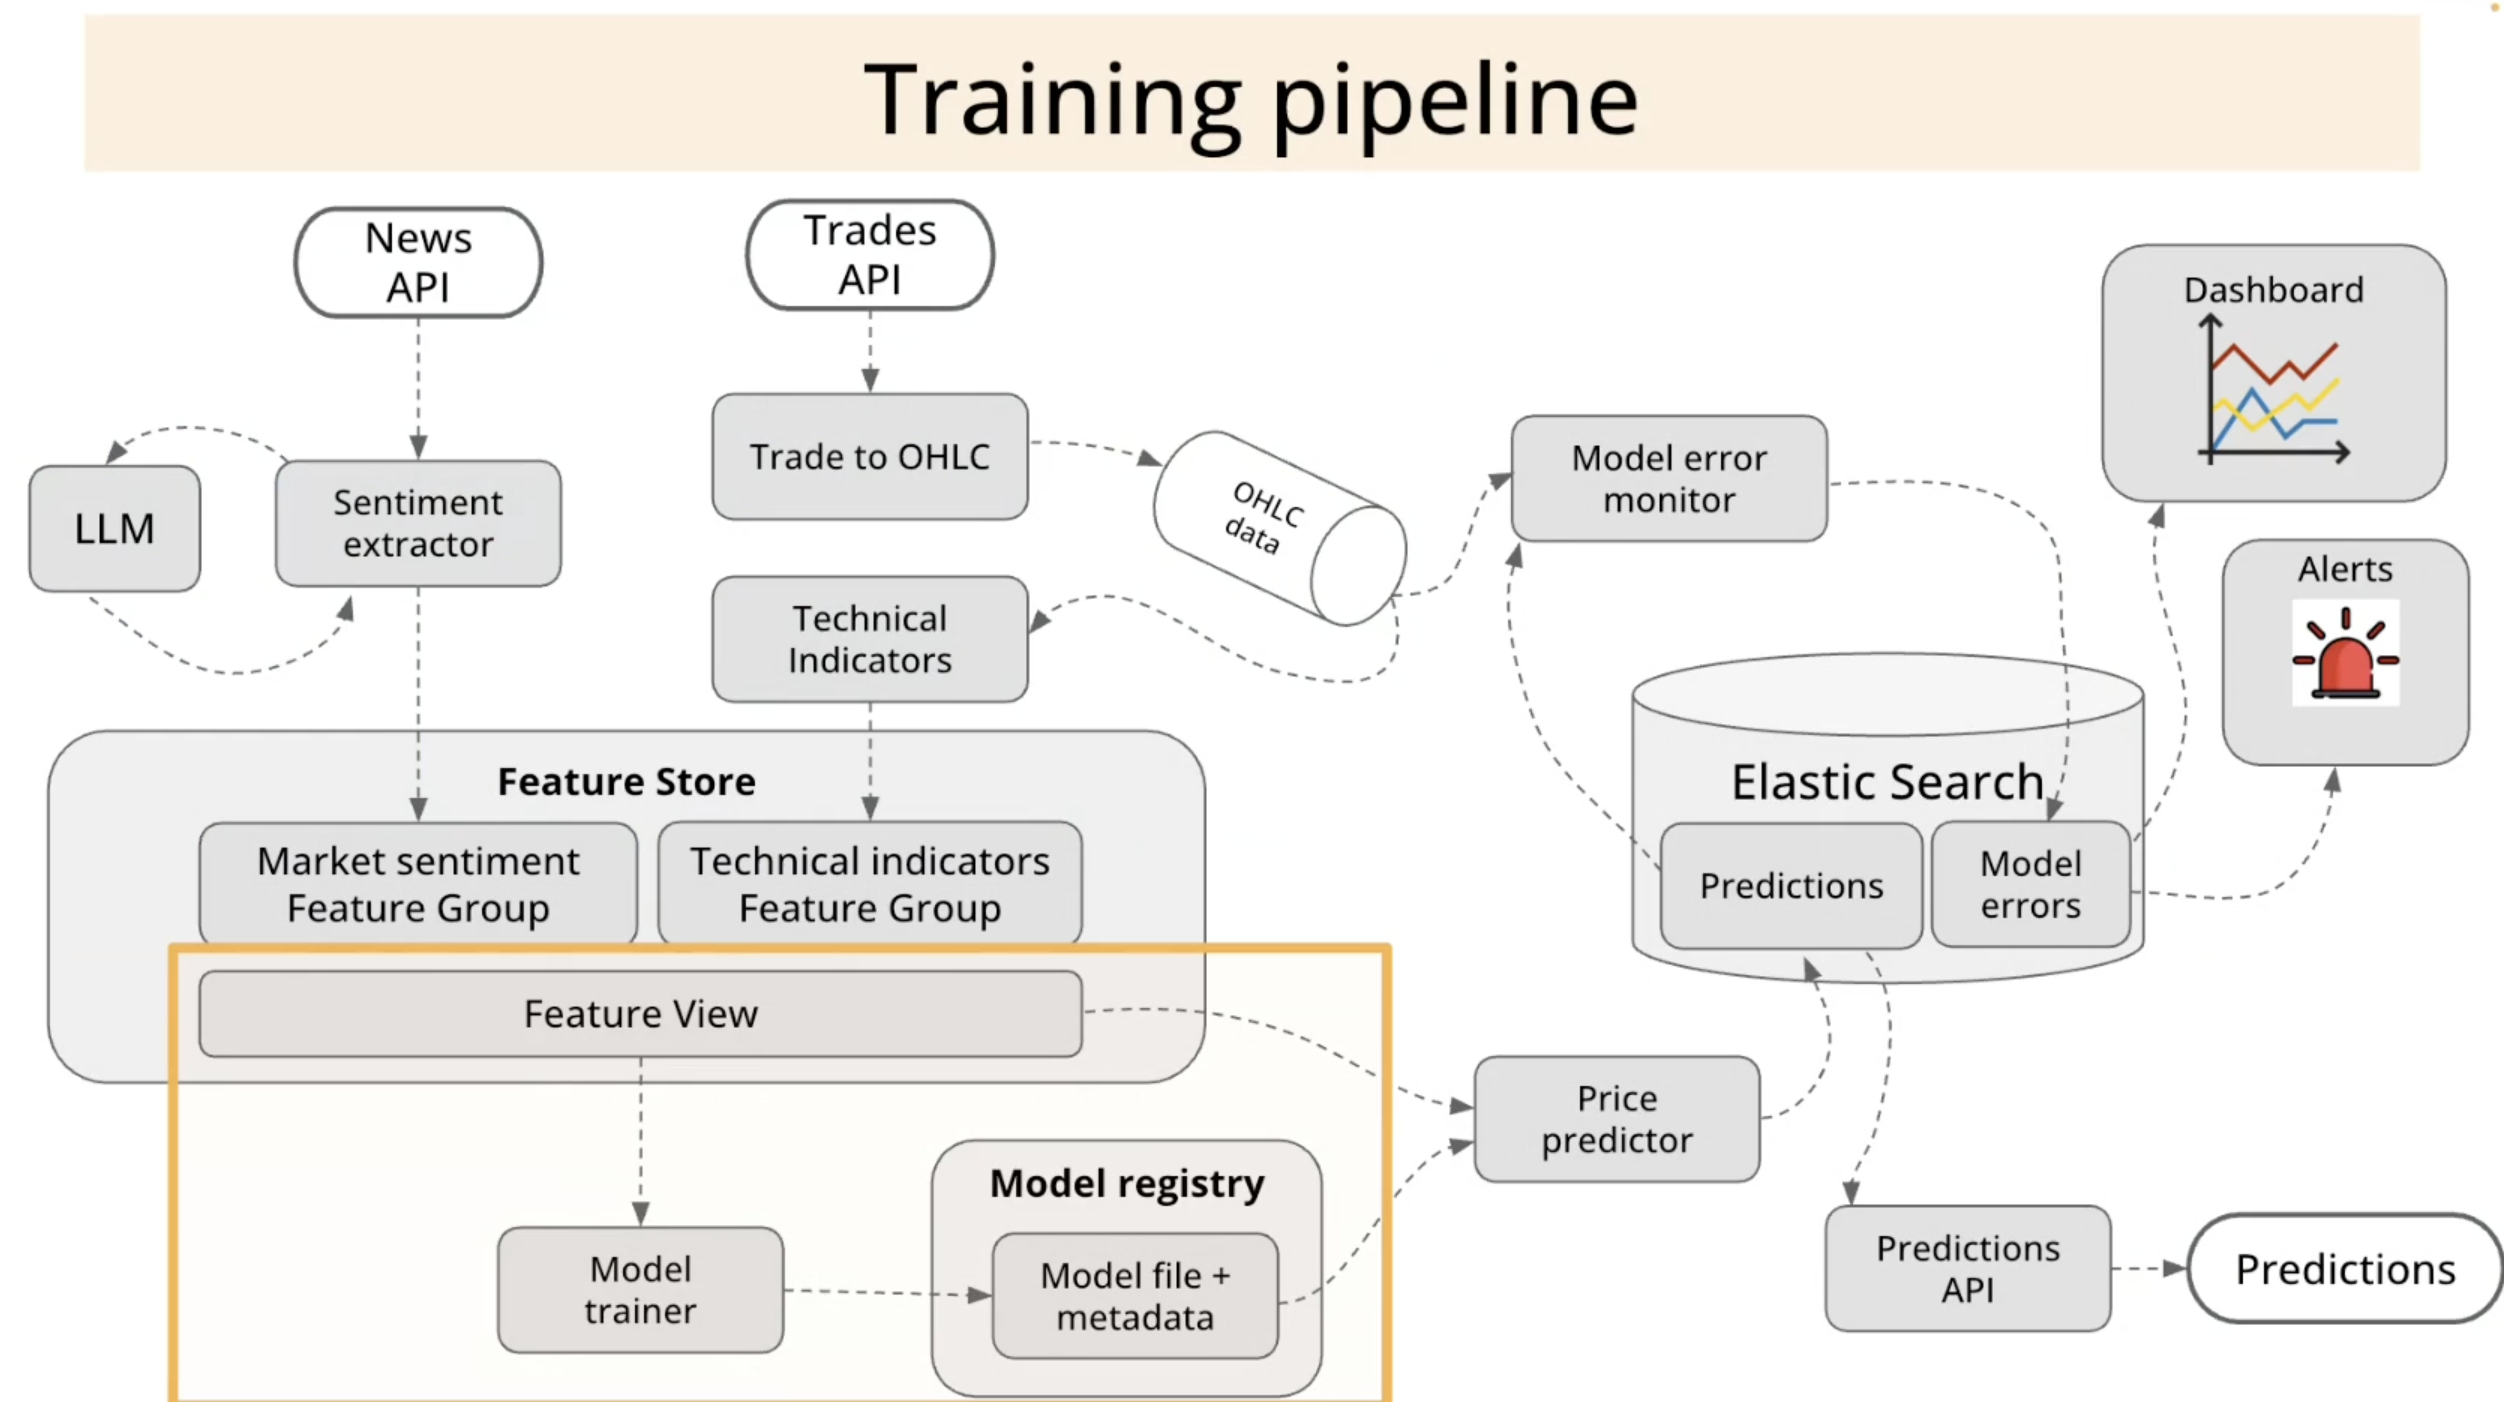 Training pipeline
News
API
Trades
API
Dashboard
Trade to OHLC
OHLC
data
Model error
monitor
LLM
Sentiment
extractor
Alerts
Technical
Indicators
Feature Store
Elastic Search
Market sentiment
Feature Group
Technical indicators
Feature Group
Predictions
Model
errors
Feature View
Price
predictor
Model registry
Model
trainer
Model file +
metadata
Predictions
API
Predictions